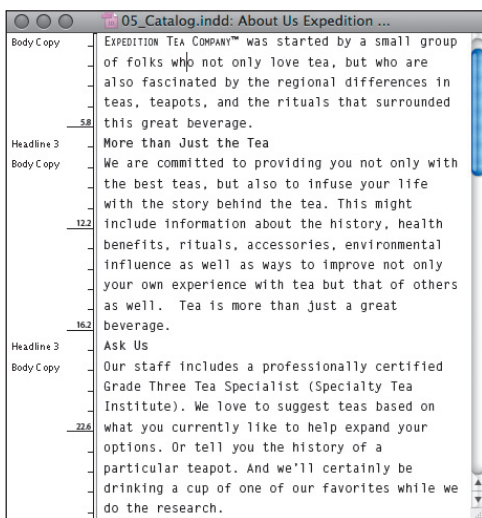 05_Catalog.indd: About Us Expedition ...
Body Copy EXPEDITION TEA COMPANY™ was started by a small group
of folks who not only love tea, but who are
also fascinated by the regional differences in
teas, teapots, and the rituals that surrounded
5.8 this great beverage.
Headline 3 More than Just the Tea
Body Copy We are committed to providing you not only with
the best teas, but also to infuse your life
with the story behind the tea. This might
12.2 include information about the history, health
benefits, rituals, accessories, environmental
influence as well as ways to improve not only
your own experience with tea but that of others
as well.  Tea is more than just a great
16.2 beverage.
Headline 3 Ask Us
Body Copy Our staff includes a professionally certified
Grade Three Tea Specialist (Specialty Tea
Institute). We love to suggest teas based on
22.6 what you currently like to help expand your
options. Or tell you the history of a
particular teapot. And we'll certainly be
drinking a cup of one of our favorites while we
do the research.